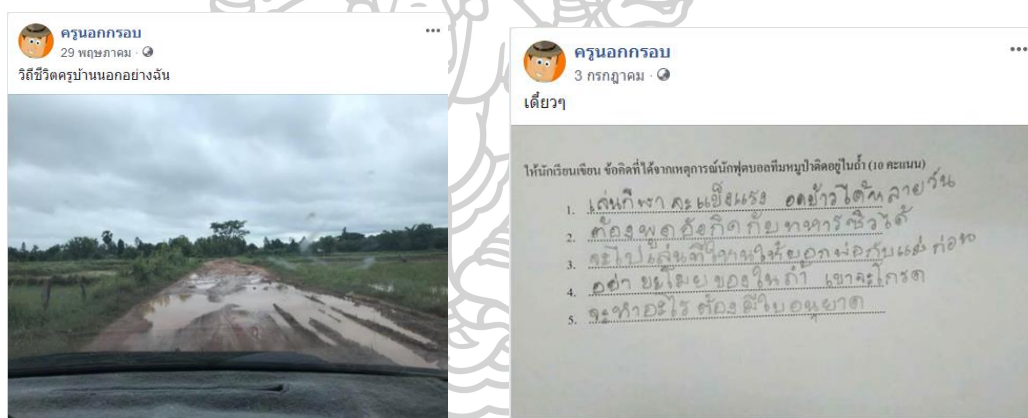 ครูนอกกรอบ
29 พฤษภาคม ·
วิถีชีวิตครูบ้านนอกอย่างฉัน
ครูนอกกรอบ
3 กรกฎาคม ·
เดี๋ยวๆ
ให้นักเรียนเขียน ข้อคิดที่ได้จากเหตุการณ์นักฟุตบอลทีมหมูป่าติดอยู่ในถ้ำ (10 คะแนน)
1. เล่นกีฬา จะแข็งแรง อดข้าวได้หลายวัน
2. ต้องพูดอังกิด กับทหารซิวได้
3. จะไปเล่นที่ไหนให้บอกพ่อกับแม่ก่อน
4. อย่า ขะโมย ของในถ้ำ เขาจะโกรด
5. จะทำอะไร ต้องมีใบอนุยาด